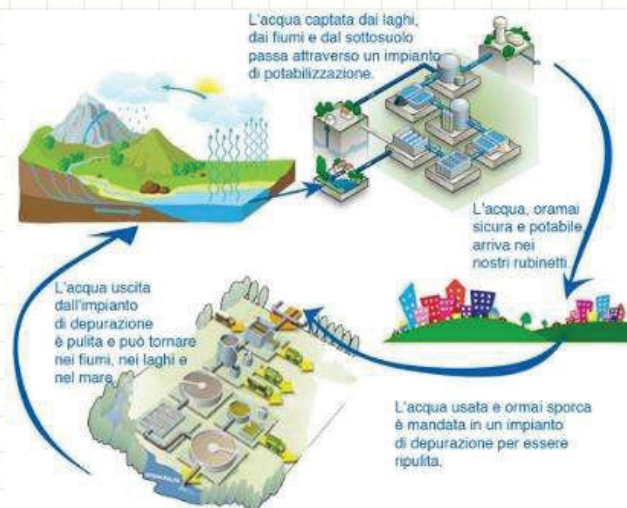 L'acqua captata dai laghi,
dai fiumi e dal sottosuolo
passa attraverso un impianto
di potabilizzazione.
L'acqua, oramai
sicura e potabile,
arriva nei
nostri rubinetti.
L'acqua usata e ormai sporca
è mandata in un impianto
di depurazione per essere
ripulita.
L'acqua uscita
dall'impianto
di depurazione
è pulita e può tornare
nei fiumi, nei laghi e
nel mare.